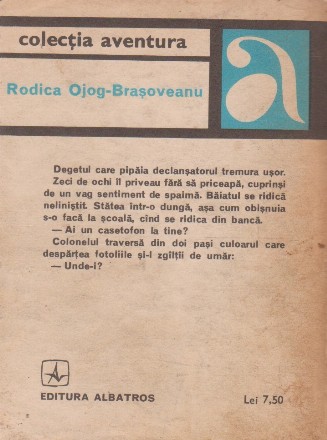 colecția aventura
a
Rodica Ojog-Brașoveanu
Degetul care pipăia declanșatorul tremura ușor.
Zeci de ochi îl priveau fără să priceapă, cuprinși
de un vag sentiment de spaimă. Băiatul se ridică
neliniștit. Stătea într-o dungă, așa cum obișnuia
s-o facă la școală, cînd se ridica din bancă.
— Ai un casetofon la tine?
Colonelul traversă din doi pași culoarul care
despărțea fotoliile și-l zgîlțîi de umăr:
— Unde-i?
EDITURA ALBATROS
Lei 7,50